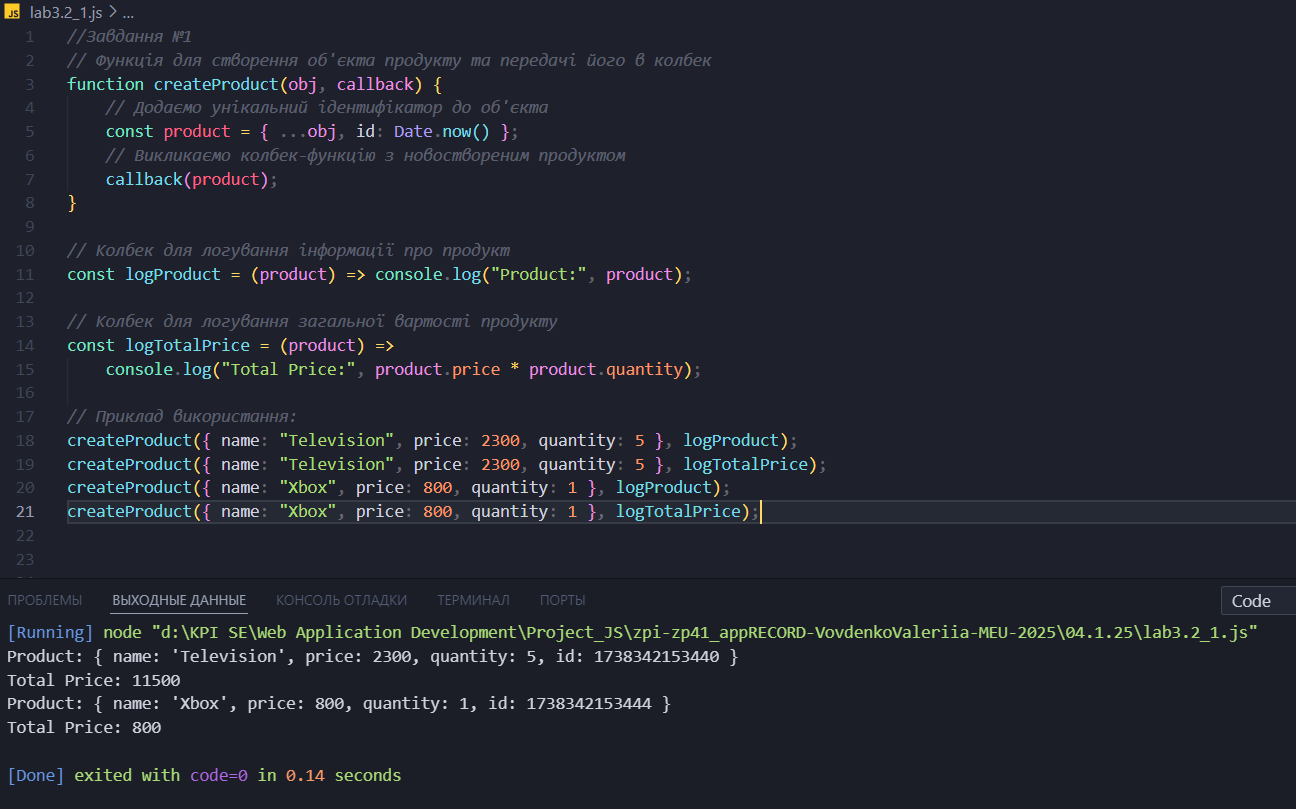 JS lab3.2_1.js > ...
1 //Завдання №1
2 // Функція для створення об'єкта продукту та передачі його в колбек
3 function createProduct(obj, callback) {
4 // Додаємо унікальний ідентифікатор до об'єкта
5 const product = { ...obj, id: Date.now() };
6 // Викликаємо колбек-функцію з новоствореним продуктом
7 callback(product);
8 }
9
10 // Колбек для логування інформації про продукт
11 const logProduct = (product) => console.log("Product:", product);
12
13 // Колбек для логування загальної вартості продукту
14 const logTotalPrice = (product) =>
15 console.log("Total Price:", product.price * product.quantity);
16
17 // Приклад використання:
18 createProduct({ name: "Television", price: 2300, quantity: 5 }, logProduct);
19 createProduct({ name: "Television", price: 2300, quantity: 5 }, logTotalPrice);
20 createProduct({ name: "Xbox", price: 800, quantity: 1 }, logProduct);
21 createProduct({ name: "Xbox", price: 800, quantity: 1 }, logTotalPrice);
22
23
ПРОБЛЕМЫ ВЫХОДНЫЕ ДАННЫЕ КОНСОЛЬ ОТЛАДКИ ТЕРМИНАЛ ПОРТЫ Code
[Running] node "d:\KPI SE\Web Application Development\Project_JS\zpi-zp41_appRECORD-VovdenkoValeriia-MEU-2025\04.1.25\lab3.2_1.js"
Product: { name: 'Television', price: 2300, quantity: 5, id: 1738342153440 }
Total Price: 11500
Product: { name: 'Xbox', price: 800, quantity: 1, id: 1738342153444 }
Total Price: 800
[Done] exited with code=0 in 0.14 seconds